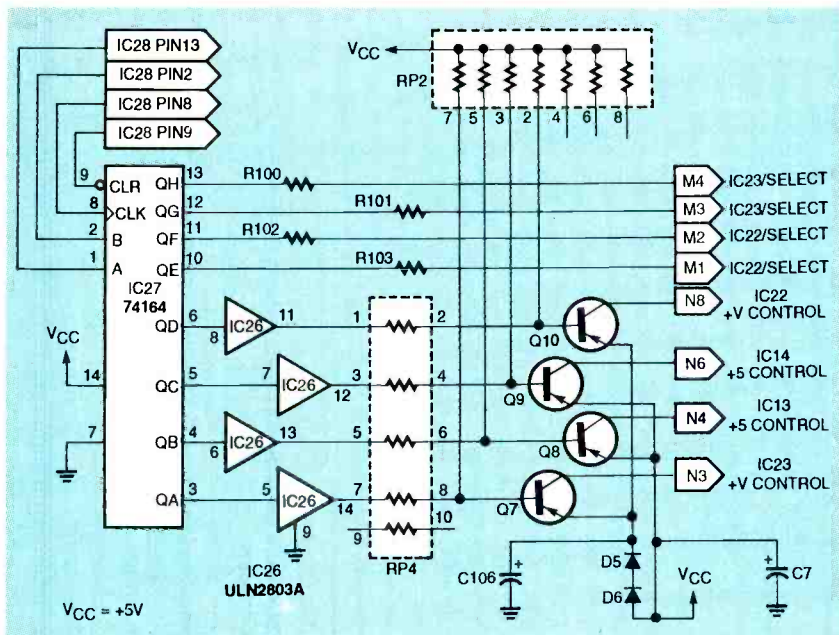 IC28 PIN13
IC28 PIN2
IC28 PIN8
IC28 PIN9
VCC
RP2
7 5 3 2 4 6 8
9 CLR QH 13 R100 M4 IC23/SELECT
8 CLK QG 12 R101 M3 IC23/SELECT
2 B QF 11 R102 M2 IC22/SELECT
1 A QE 10 R103 M1 IC22/SELECT
IC27
74164
N8 IC22
+V CONTROL
QD 6 8 IC26 11 1 2 Q10
VCC
N6 IC14
+5 CONTROL
14 QC 5 7 IC26 12 3 4 Q9
N4 IC13
+5 CONTROL
7 QB 4 6 IC26 13 5 6 Q8
N3 IC23
+V CONTROL
QA 3 5 IC26 14 7 8 Q7
9
9 10
RP4
IC26
ULN2803A
C106 + D5 D6 VCC + C7
VCC = +5V